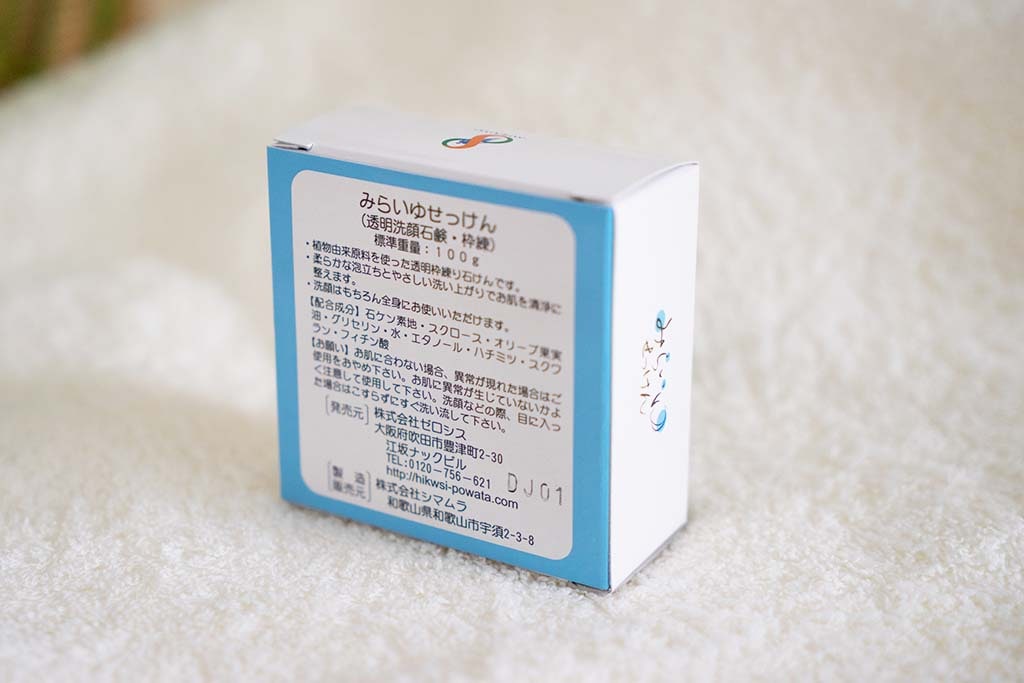 みらいゆせっけん
(透明洗顔石鹸・枠練)
標準重量：100g
・植物由来原料を使った透明枠練り石けんです。
・柔らかな泡立ちとやさしい洗い上がりでお肌を清浄に
整えます。
・洗顔はもちろん全身にお使いいただけます。
【配合成分】石ケン素地・スクロース・オリーブ果実
油・グリセリン・水・エタノール・ハチミツ・スクワ
ラン・フィチン酸
【お願い】お肌に合わない場合、異常が現れた場合はご
使用をおやめ下さい。お肌に異常が生じていないかよ
く注意して使用して下さい。洗顔などの際、目に入っ
た場合はこすらずにすぐ洗い流して下さい。
[発売元] 株式会社ゼロシス
大阪府吹田市豊津町2-30
江坂ナックビル
TEL:0120-756-621
http://hikwsi-powata.com
DJ01
[製造販売元] 株式会社シマムラ
和歌山県和歌山市宇須2-3-8
みらいゆ
せっけん